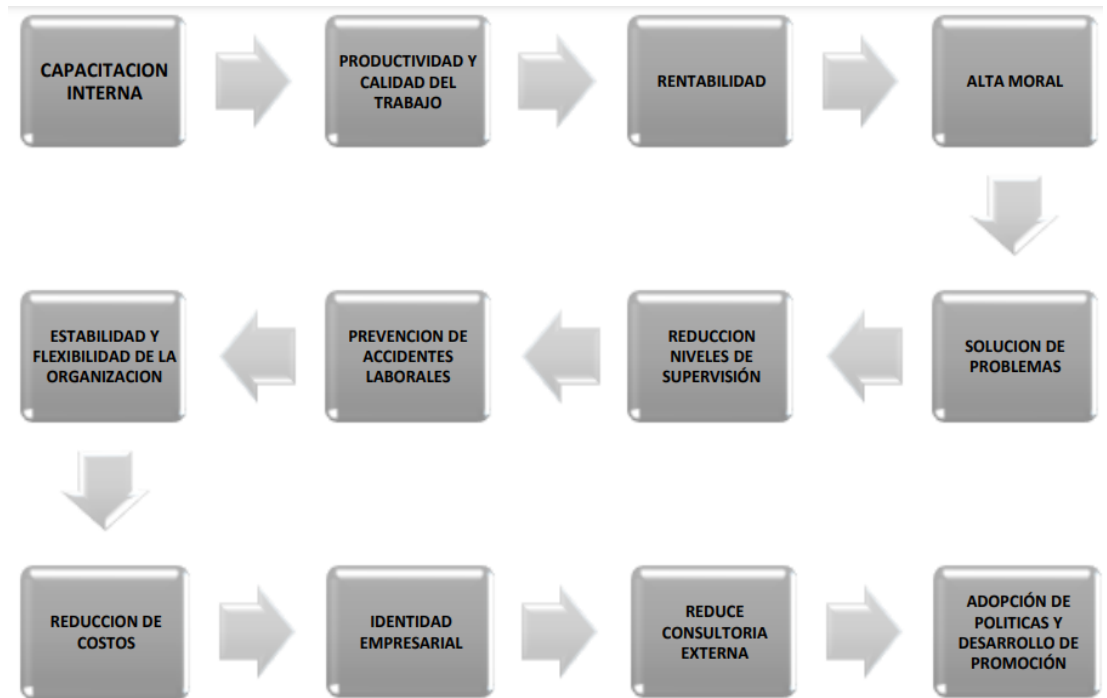 CAPACITACION
INTERNA
PRODUCTIVIDAD Y
CALIDAD DEL
TRABAJO
RENTABILIDAD
ALTA MORAL
SOLUCION DE
PROBLEMAS
REDUCCION
NIVELES DE
SUPERVISIÓN
PREVENCION DE
ACCIDENTES
LABORALES
ESTABILIDAD Y
FLEXIBILIDAD DE LA
ORGANIZACION
REDUCCION DE
COSTOS
IDENTIDAD
EMPRESARIAL
REDUCE
CONSULTORIA
EXTERNA
ADOPCIÓN DE
POLITICAS Y
DESARROLLO DE
PROMOCIÓN